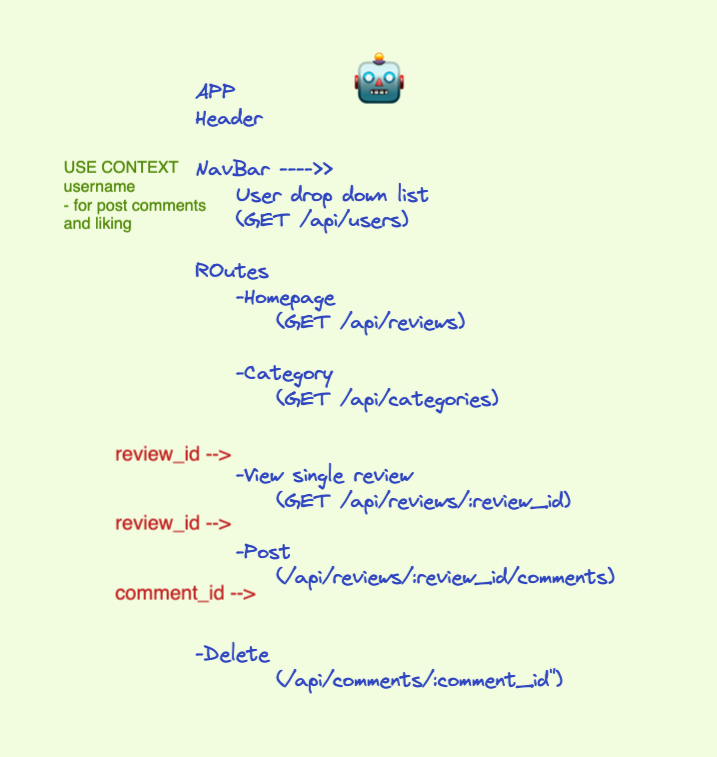 APP
Header
USE CONTEXT
username
- for post comments
and liking
NavBar ---->>
User drop down list
(GET /api/users)
ROutes
-Homepage
(GET /api/reviews)
-Category
(GET /api/categories)
review_id -->
-View single review
(GET /api/reviews/:review_id)
review_id -->
-Post
(/api/reviews/:review_id/comments)
comment_id -->
-Delete
(/api/comments/:comment_id")